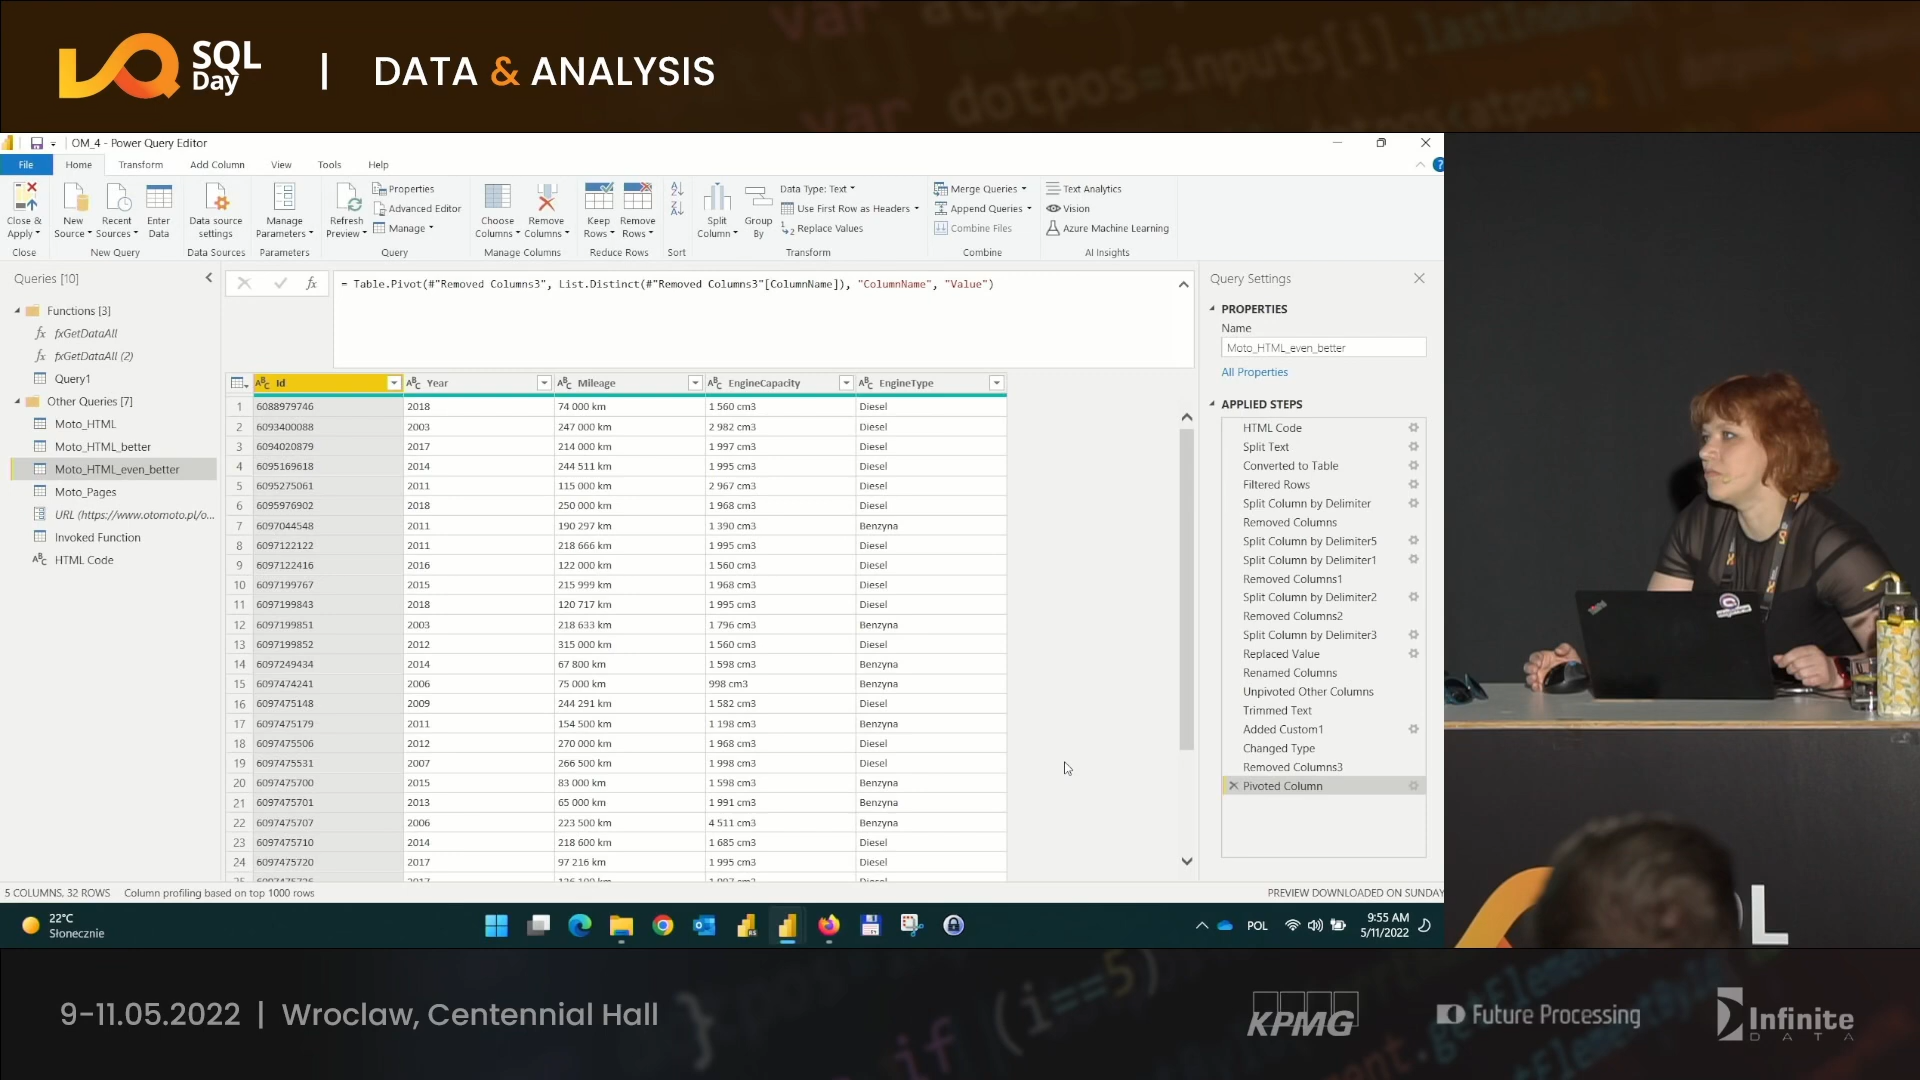 SQL
Day
| DATA & ANALYSIS
OM_4 - Power Query Editor
File Home Transform Add Column View Tools Help
Close & Apply
New Source
Recent Sources
Enter Data
Data source settings
Manage Parameters
Refresh Preview
Properties
Advanced Editor
Manage
Choose Columns
Remove Columns
Keep Rows
Remove Rows
Split Column
Group By
Data Type: Text
Use First Row as Headers
Replace Values
Merge Queries
Append Queries
Combine Files
Text Analytics
Vision
Azure Machine Learning
Close New Query Data Sources Parameters Query Manage Columns Reduce Rows Sort Transform Combine AI Insights
Queries [10]
Functions [3]
fx fxGetDataAll
fx fxGetDataAll (2)
Query1
Other Queries [7]
Moto_HTML
Moto_HTML_better
Moto_HTML_even_better
Moto_Pages
URL (https://www.otomoto.pl/o...
Invoked Function
ABC HTML Code
fx
= Table.Pivot(#"Removed Columns3", List.Distinct(#"Removed Columns3"[ColumnName]), "ColumnName", "Value")
ABC Id ABC Year ABC Mileage ABC EngineCapacity ABC EngineType
1 6088979746 2018 74 000 km 1 560 cm3 Diesel
2 6093400088 2003 247 000 km 2 982 cm3 Diesel
3 6094020879 2017 214 000 km 1 997 cm3 Diesel
4 6095169618 2014 244 511 km 1 995 cm3 Diesel
5 6095275061 2011 115 000 km 2 967 cm3 Diesel
6 6095976902 2018 250 000 km 1 968 cm3 Diesel
7 6097044548 2011 190 297 km 1 390 cm3 Benzyna
8 6097122122 2011 218 666 km 1 995 cm3 Diesel
9 6097122416 2016 122 000 km 1 560 cm3 Diesel
10 6097199767 2015 215 999 km 1 968 cm3 Diesel
11 6097199843 2018 120 717 km 1 995 cm3 Diesel
12 6097199851 2003 218 633 km 1 796 cm3 Benzyna
13 6097199852 2012 315 000 km 1 560 cm3 Diesel
14 6097249434 2014 67 800 km 1 598 cm3 Benzyna
15 6097474241 2006 75 000 km 998 cm3 Benzyna
16 6097475148 2009 244 291 km 1 582 cm3 Diesel
17 6097475179 2011 154 500 km 1 198 cm3 Benzyna
18 6097475506 2012 270 000 km 1 968 cm3 Diesel
19 6097475531 2007 266 500 km 1 998 cm3 Diesel
20 6097475700 2015 83 000 km 1 598 cm3 Benzyna
21 6097475701 2013 65 000 km 1 991 cm3 Benzyna
22 6097475707 2006 223 500 km 4 511 cm3 Benzyna
23 6097475710 2014 218 600 km 1 685 cm3 Diesel
24 6097475720 2017 97 216 km 1 995 cm3 Diesel
Query Settings
PROPERTIES
Name
Moto_HTML_even_better
All Properties
APPLIED STEPS
HTML Code
Split Text
Converted to Table
Filtered Rows
Split Column by Delimiter
Removed Columns
Split Column by Delimiter5
Split Column by Delimiter1
Removed Columns1
Split Column by Delimiter2
Removed Columns2
Split Column by Delimiter3
Replaced Value
Renamed Columns
Unpivoted Other Columns
Trimmed Text
Added Custom1
Changed Type
Removed Columns3
Pivoted Column
5 COLUMNS, 32 ROWS Column profiling based on top 1000 rows
PREVIEW DOWNLOADED ON SUNDAY
22°C
Słonecznie
POL
9:55 AM
5/11/2022
L
9-11.05.2022 | Wroclaw, Centennial Hall
KPMG
Future Processing
Infinite
DATA